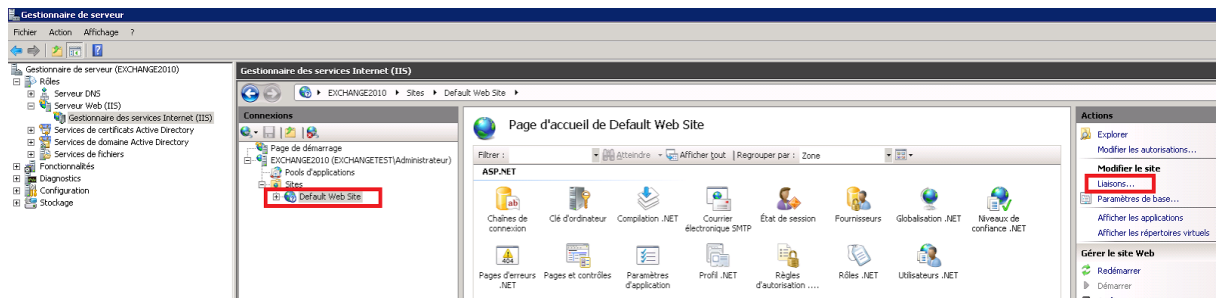 Gestionnaire de serveur
Fichier Action Affichage ?
Gestionnaire de serveur (EXCHANGE2010)
Rôles
Serveur DNS
Serveur Web (IIS)
Gestionnaire des services Internet (IIS)
Services de certificats Active Directory
Services de domaine Active Directory
Services de fichiers
Fonctionnalités
Diagnostics
Configuration
Stockage
Gestionnaire des services Internet (IIS)
EXCHANGE2010 Sites Default Web Site
Connexions
Page de démarrage
EXCHANGE2010 (EXCHANGETEST\Administrateur)
Pools d'applications
Sites
Default Web Site
Page d'accueil de Default Web Site
Filtrer : Atteindre Afficher tout Regrouper par : Zone
ASP.NET
Chaînes de connexion
Clé d'ordinateur
Compilation .NET
Courrier électronique SMTP
État de session
Fournisseurs
Globalisation .NET
Niveaux de confiance .NET
Pages d'erreurs .NET
Pages et contrôles
Paramètres d'application
Profil .NET
Règles d'autorisation ....
Rôles .NET
Utilisateurs .NET
Actions
Explorer
Modifier les autorisations...
Modifier le site
Liaisons...
Paramètres de base...
Afficher les applications
Afficher les répertoires virtuels
Gérer le site Web
Redémarrer
Démarrer